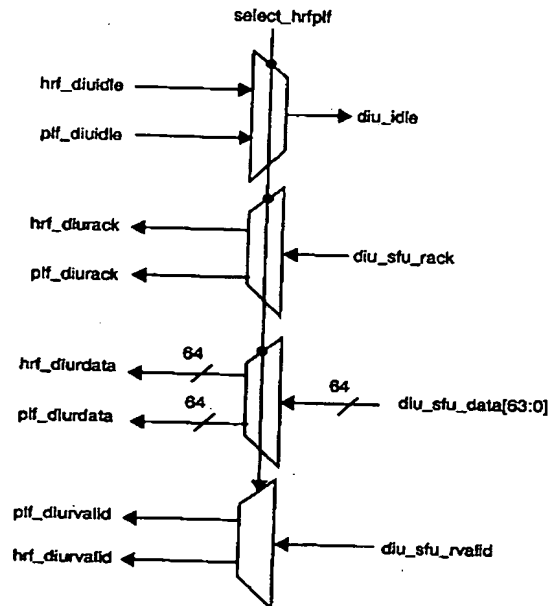 select_hrfplf
hrf_diuidle
diu_idle
plf_diuidle
hrf_diurack
diu_sfu_rack
plf_diurack
hrf_diurdata
64
64
diu_sfu_data[63:0]
plf_diurdata
64
plf_diurvalid
diu_sfu_rvalid
hrf_diurvalid